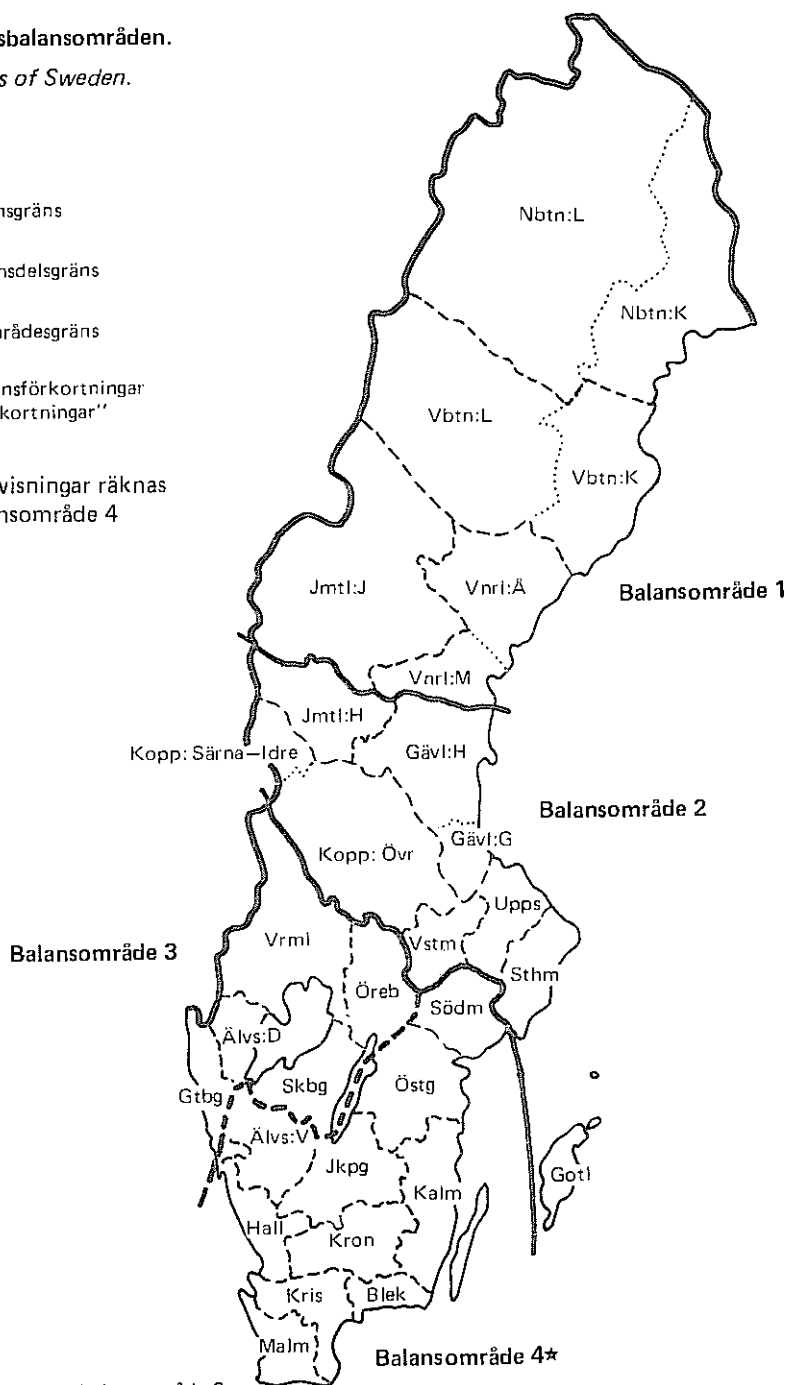 sbalansområden.
s of Sweden.
nsgräns
nsdelsgräns
mrådesgräns
nsförkortningar
kortningar"
visningar räknas
nsområde 4
Nbtn:L
Nbtn:K
Vbtn:L
Vbtn:K
Jmtl:J
Vnrl:Å
Balansområde 1
Vnrl:M
Jmtl:H
Kopp: Särna–Idre
Gävl:H
Balansområde 2
Kopp: Övr
Gävl:G
Upps
Balansområde 3
Vrml
Vstm
Sthm
Öreb
Södm
Älvs:D
Skbg
Östg
Gtbg
Älvs:V
Jkpg
Kalm
Gotl
Hall
Kron
Kris
Blek
Malm
Balansområde 4*